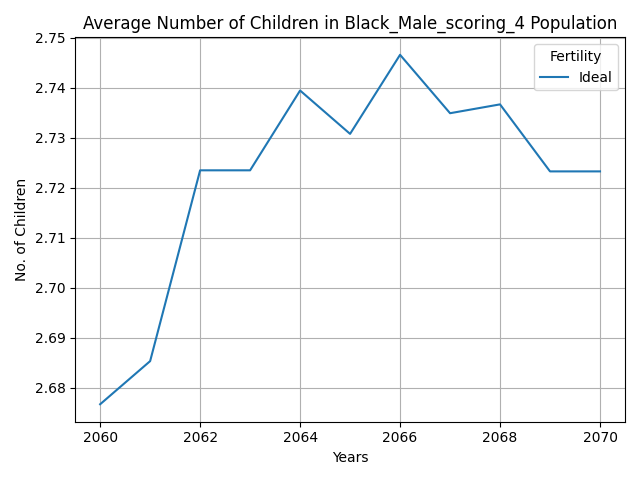 Average Number of Children in Black_Male_scoring_4 Population
2.75
2.74
2.73
2.72
2.71
2.70
2.69
2.68
No. of Children
Fertility
Ideal
2060
2062
2064
2066
2068
2070
Years